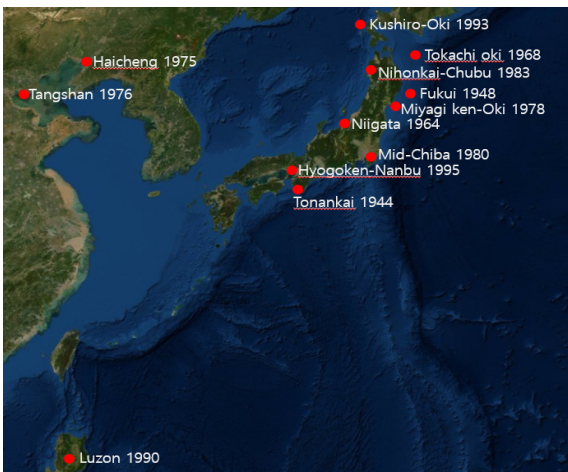 Kushiro-Oki 1993
Tokachi oki 1968
Haicheng 1975
Nihonkai-Chubu 1983
Tangshan 1976
Fukui 1948
Miyagi ken-Oki 1978
Niigata 1964
Mid-Chiba 1980
Hyogoken-Nanbu 1995
Tonankai 1944
Luzon 1990